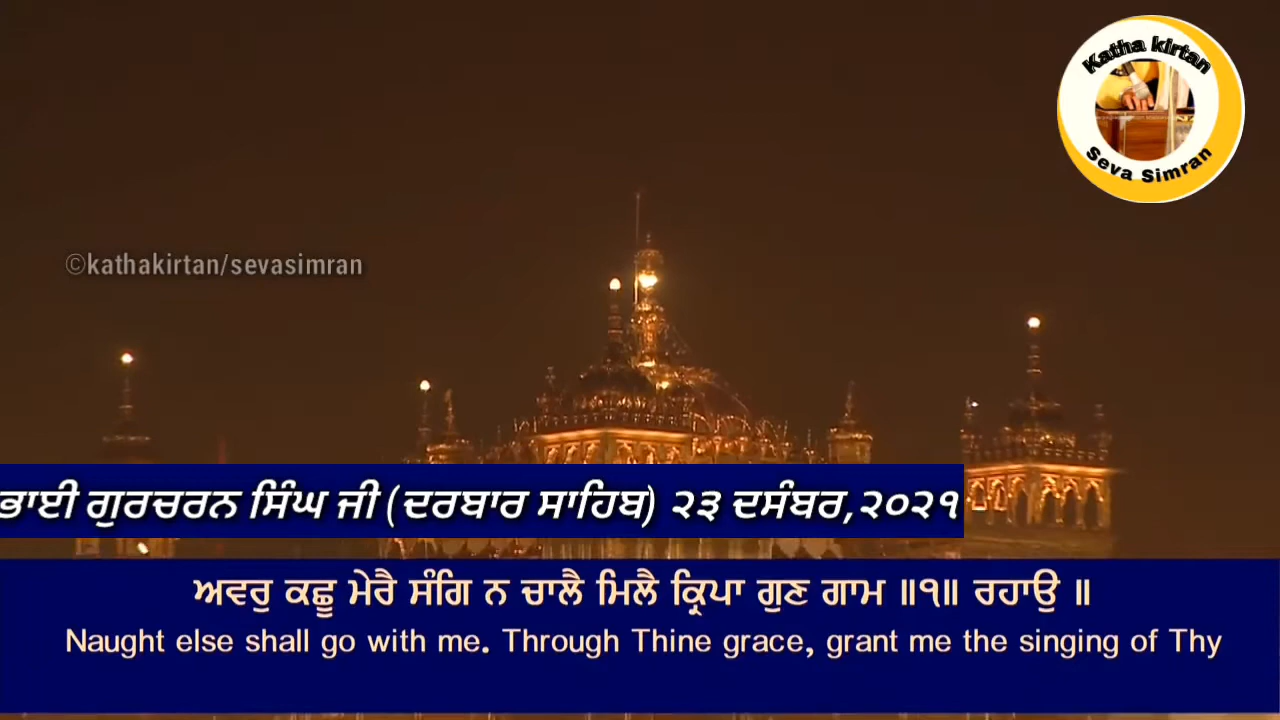 Katha kirtan
Seva Simran
©kathakirtan/sevasimran
ਭਾਈ ਗੁਰਚਰਨ ਸਿੰਘ ਜੀ (ਦਰਬਾਰ ਸਾਹਿਬ) ੨੩ ਦਸੰਬਰ,੨੦੨੧
ਅਵਰੁ ਕਛੂ ਮੇਰੈ ਸੰਗਿ ਨ ਚਾਲੈ ਮਿਲੈ ਕ੍ਰਿਪਾ ਗੁਣ ਗਾਮ ॥੧॥ ਰਹਾਉ ॥
Naught else shall go with me. Through Thine grace, grant me the singing of Thy